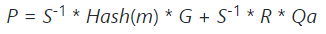 P = S⁻¹ * Hash(m) * G + S⁻¹ * R * Qa